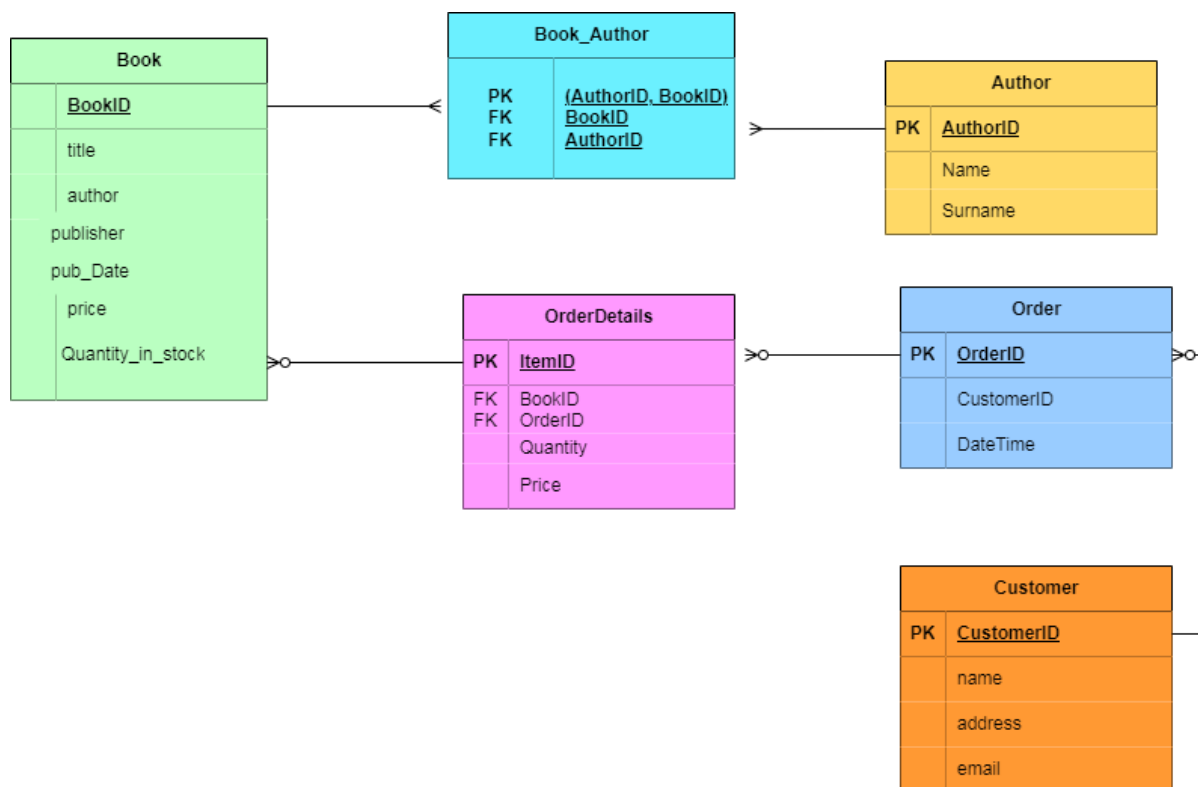 Book
BookID
title
author
publisher
pub_Date
price
Quantity_in_stock
Book_Author
PK (AuthorID, BookID)
FK BookID
FK AuthorID
Author
PK AuthorID
Name
Surname
OrderDetails
PK ItemID
FK BookID
FK OrderID
Quantity
Price
Order
PK OrderID
CustomerID
DateTime
Customer
PK CustomerID
name
address
email